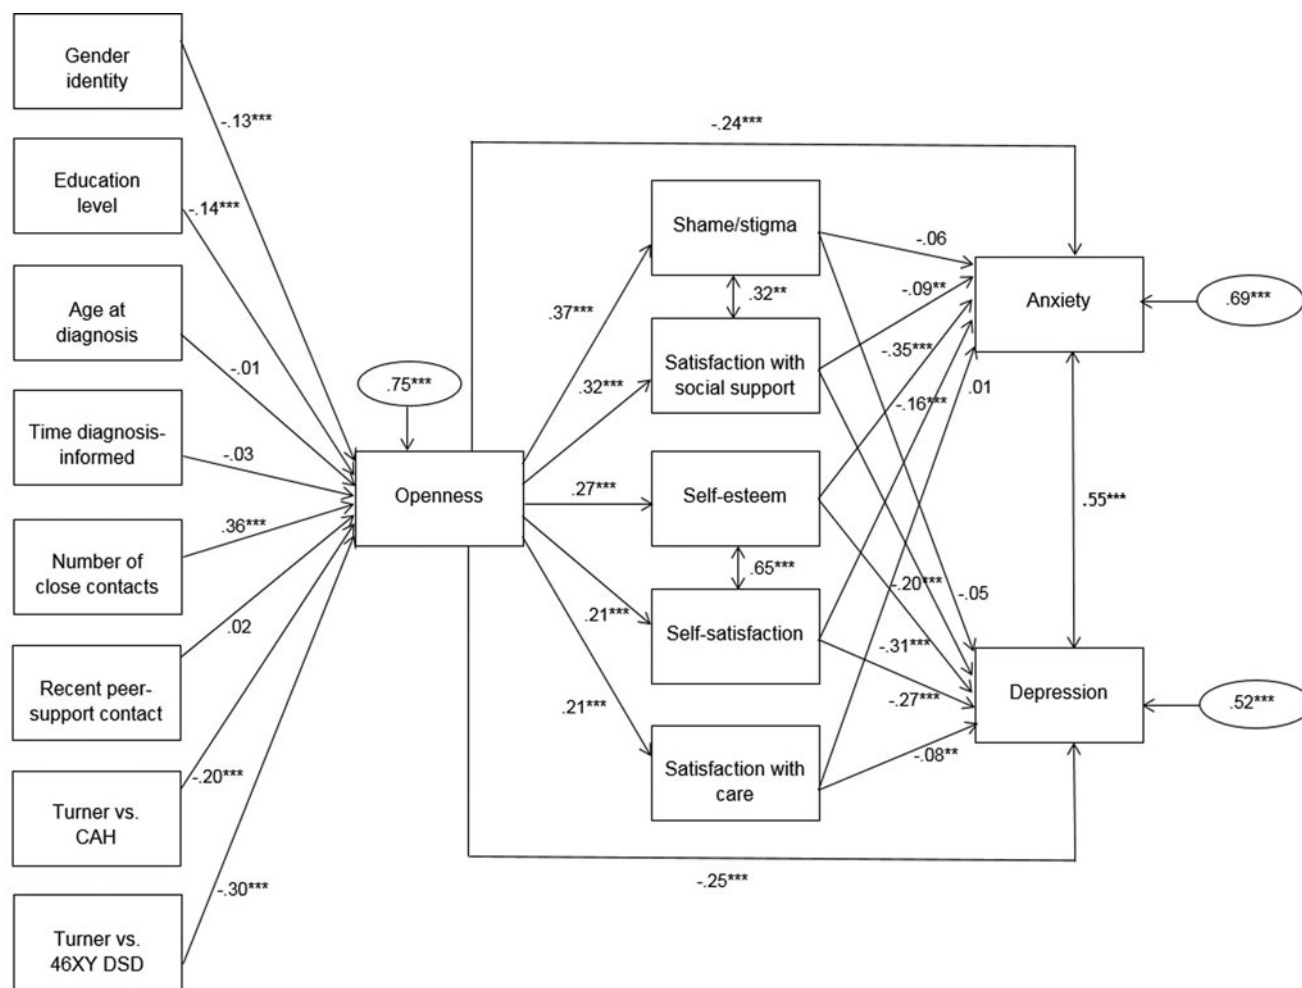 Gender
identity
-.13***
Education
level
-.14***
Age at
diagnosis
-.01
Time diagnosis-
informed
-.03
Number of
close contacts
.36***
Recent peer-
support contact
.02
Turner vs.
CAH
-.20***
Turner vs.
46XY DSD
-.30***
.75***
Openness
-.24***
.37***
.32***
.27***
.21***
.21***
-.25***
Shame/stigma
.32**
Satisfaction with
social support
Self-esteem
.65***
Self-satisfaction
Satisfaction with
care
-.06
-.09**
-.35***
-.16***
.01
-.05
-.20***
-.31***
-.27***
-.08**
Anxiety
.69***
.55***
Depression
.52***